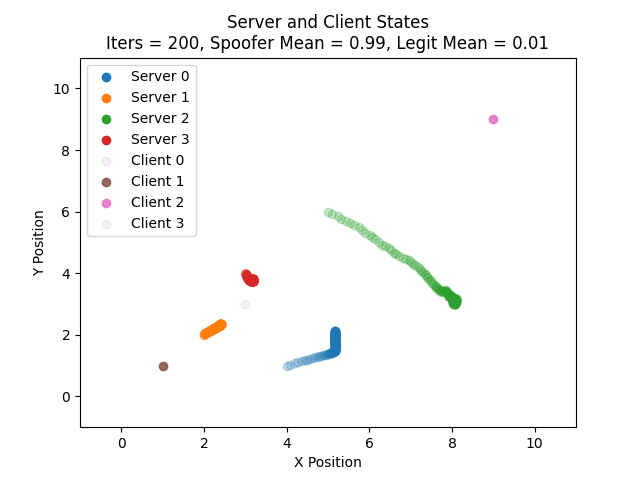 Server and Client States
Iters = 200, Spoofer Mean = 0.99, Legit Mean = 0.01
Server 0
Server 1
Server 2
Server 3
Client 0
Client 1
Client 2
Client 3
10
8
6
4
2
0
Y Position
0 2 4 6 8 10
X Position